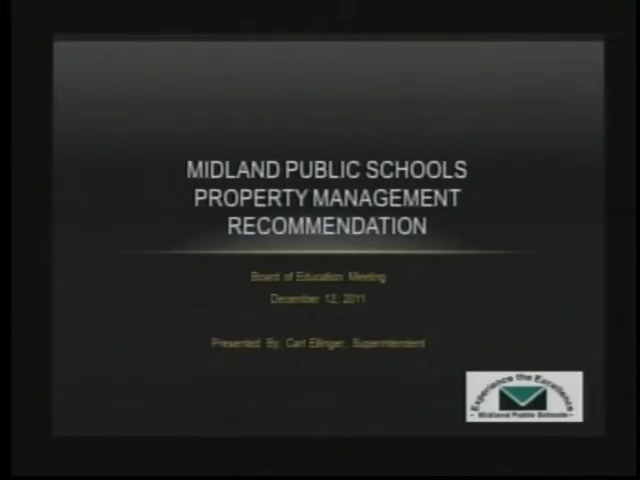 MIDLAND PUBLIC SCHOOLS
PROPERTY MANAGEMENT
RECOMMENDATION
Board of Education Meeting
December 12, 2011
Presented By: Carl Ellinger, Superintendent
Experience the Excellence
Midland Public Schools